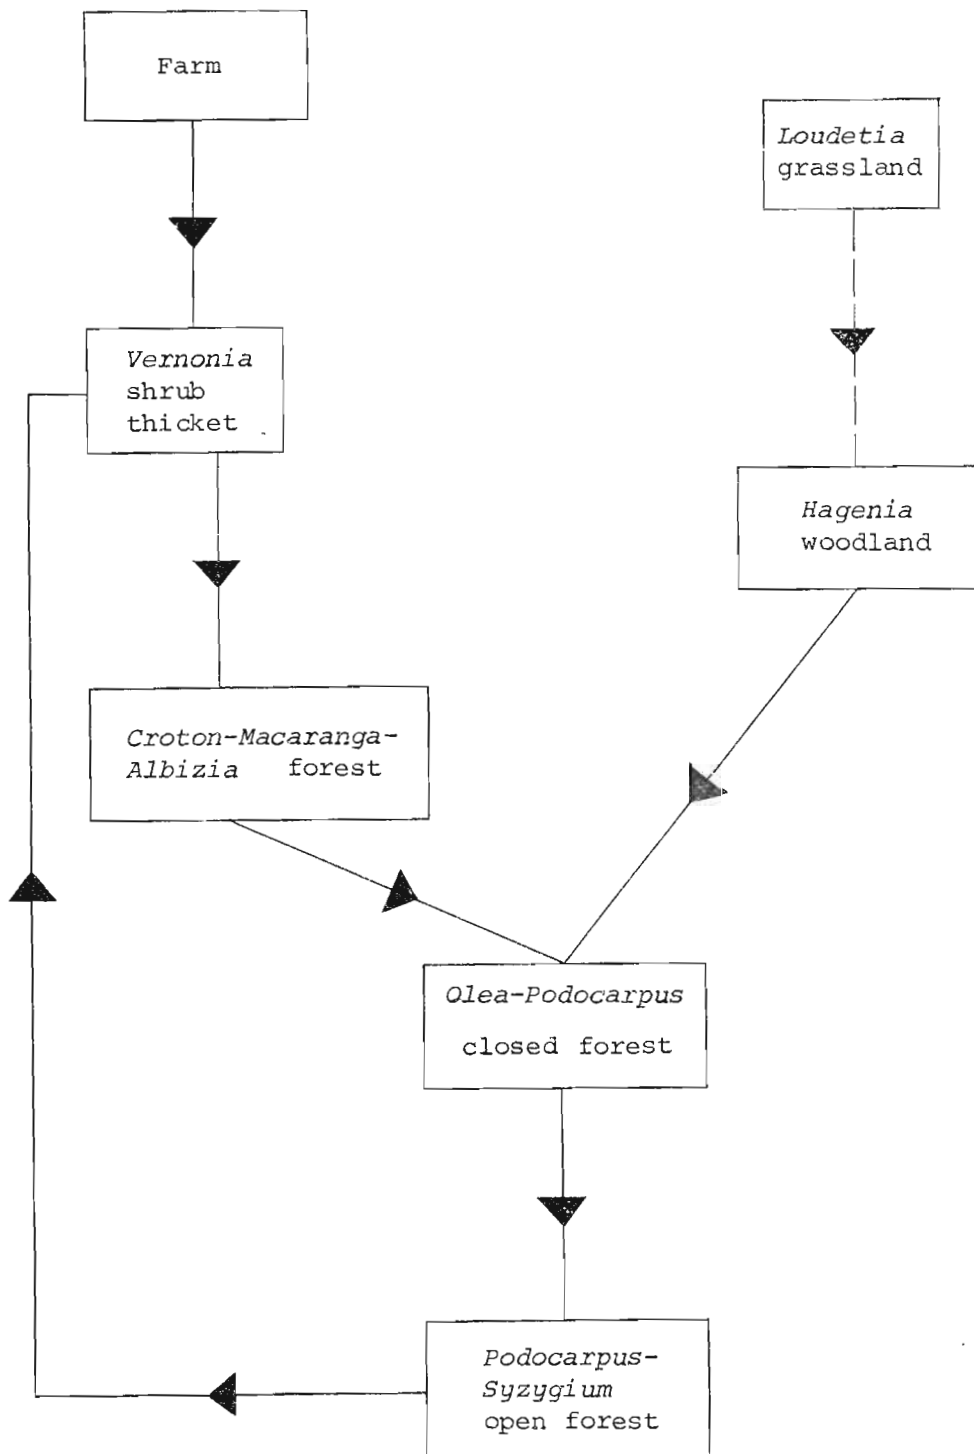 Farm
Loudetia
grassland
Vernonia
shrub
thicket
Hagenia
woodland
Croton-Macaranga-
Albizia forest
Olea-Podocarpus
closed forest
Podocarpus-
Syzygium
open forest